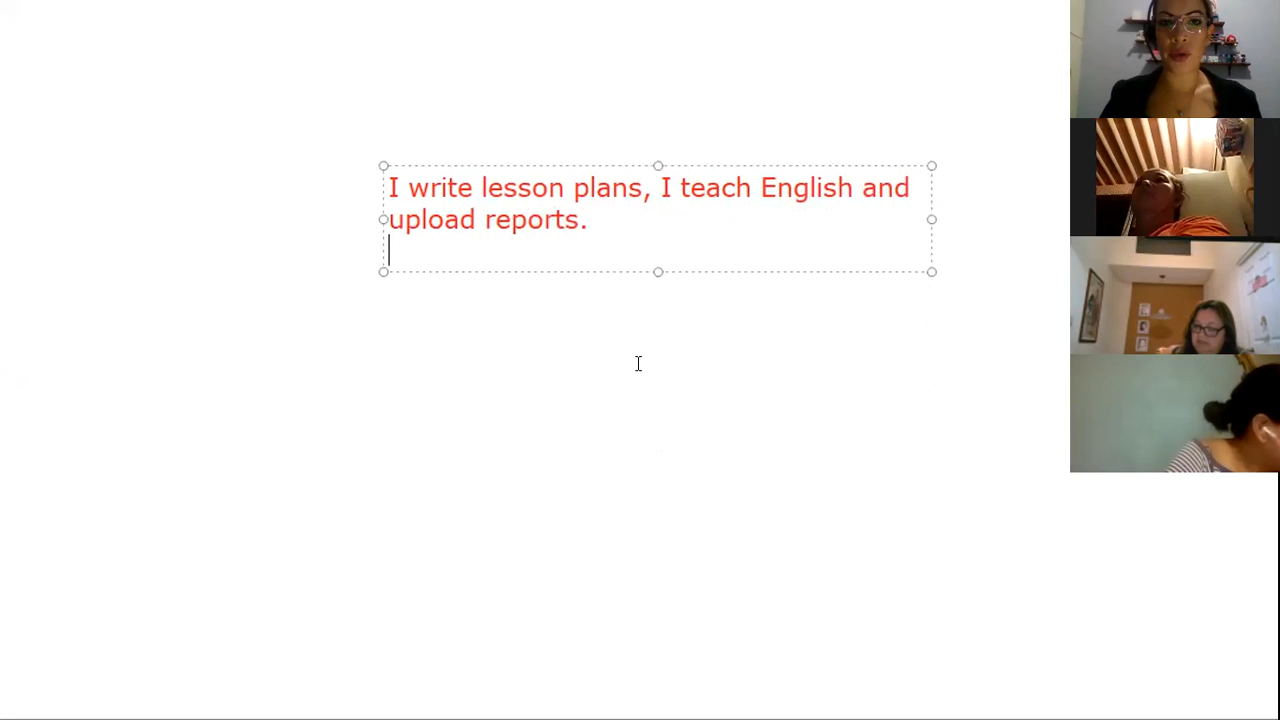 I write lesson plans, I teach English and
upload reports.